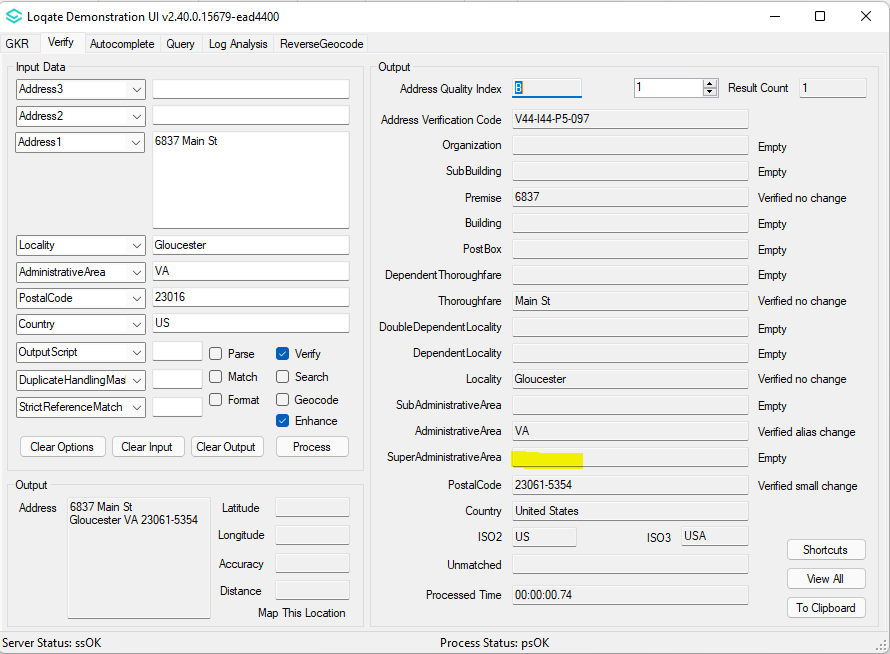 Loqate Demonstration UI v2.40.0.15679-ead4400
GKR Verify Autocomplete Query Log Analysis ReverseGeocode
Input Data
Address3
Address2
Address1 6837 Main St
Locality Gloucester
AdministrativeArea VA
PostalCode 23016
Country US
OutputScript Parse Verify
DuplicateHandlingMas Match Search
StrictReferenceMatch Format Geocode
Enhance
Clear Options Clear Input Clear Output Process
Output
Address 6837 Main St
Gloucester VA 23061-5354
Latitude
Longitude
Accuracy
Distance
Map This Location
Output
Address Quality Index B 1 Result Count 1
Address Verification Code V44-I44-P5-097
Organization Empty
SubBuilding Empty
Premise 6837 Verified no change
Building Empty
PostBox Empty
DependentThoroughfare Empty
Thoroughfare Main St Verified no change
DoubleDependentLocality Empty
DependentLocality Empty
Locality Gloucester Verified no change
SubAdministrativeArea Empty
AdministrativeArea VA Verified alias change
SuperAdministrativeArea Empty
PostalCode 23061-5354 Verified small change
Country United States
ISO2 US ISO3 USA
Unmatched
Processed Time 00:00:00.74
Shortcuts
View All
To Clipboard
Server Status: ssOK Process Status: psOK